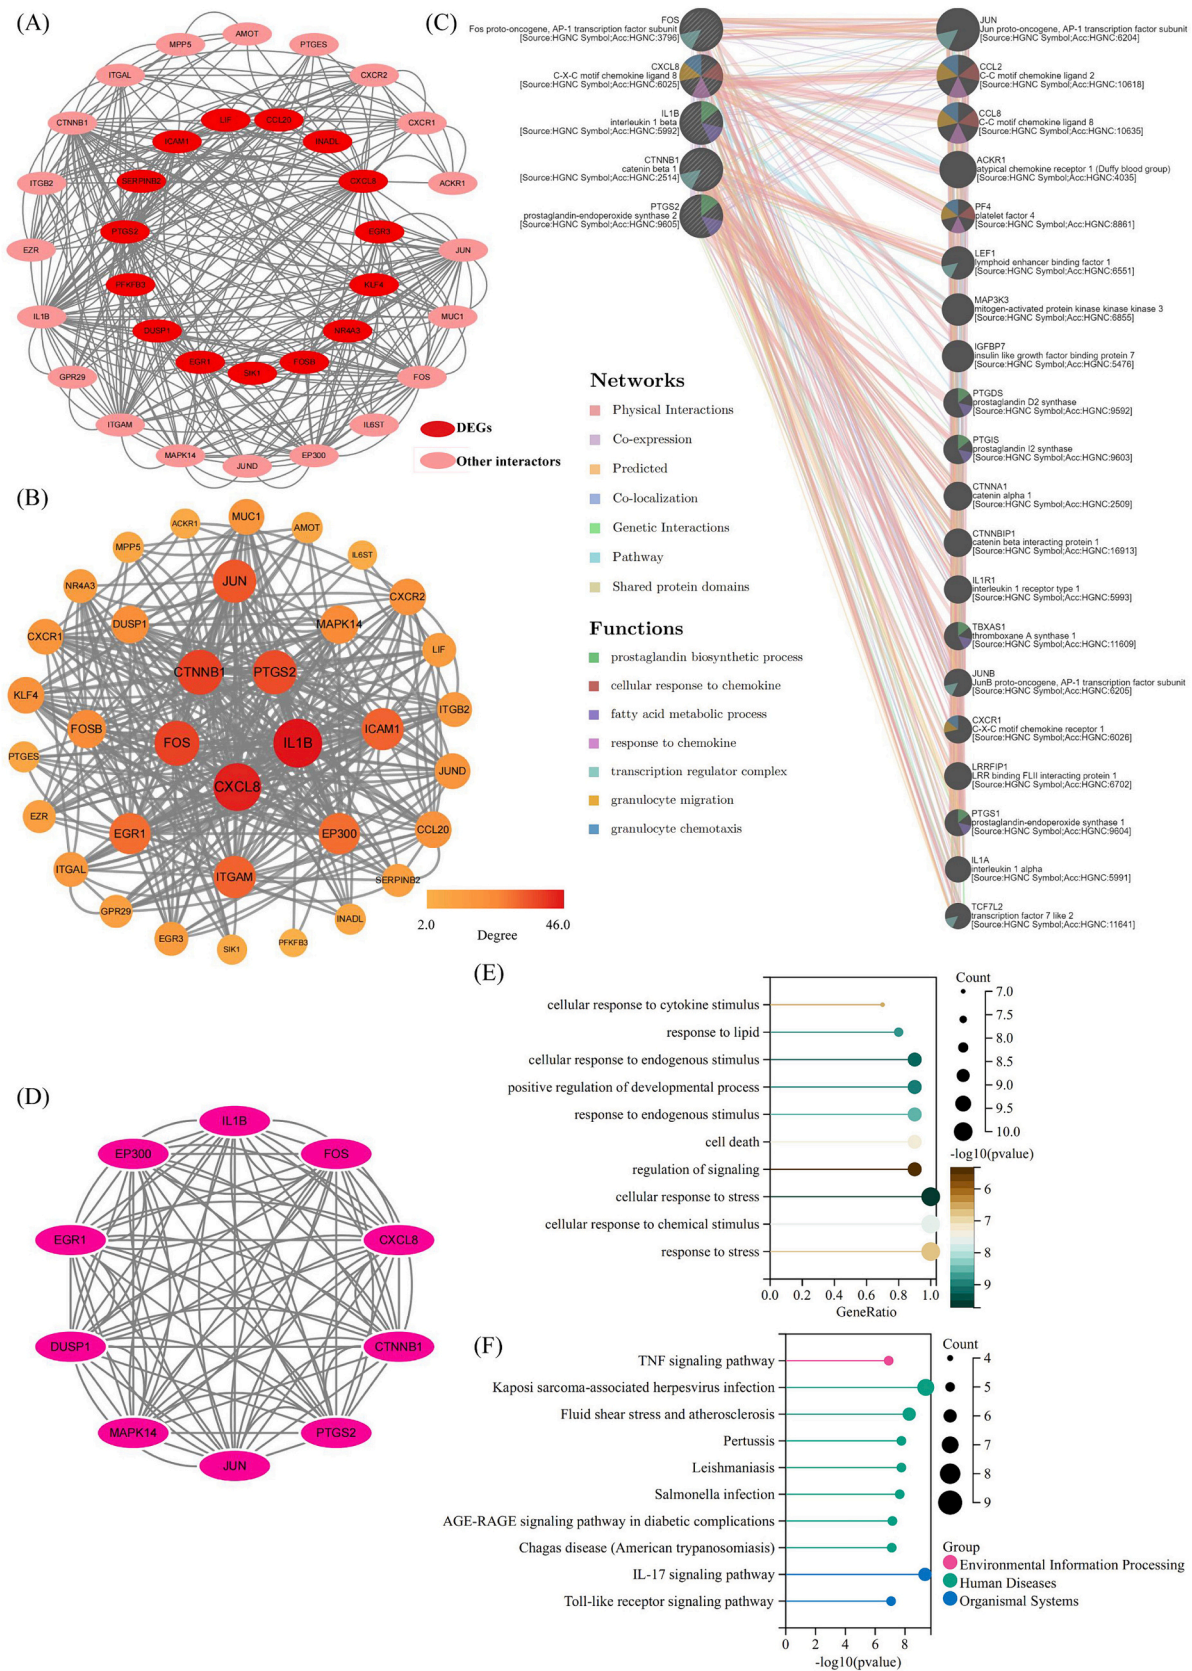 (A)
AMOT
MPP5
PTGES
ITGAL
CXCR2
LIF
CCL20
CTNNB1
CXCR1
ICAM1
INADL
SERPINB2
CXCL8
ITGB2
ACKR1
PTGS2
EGR3
EZR
JUN
PFKFB3
KLF4
IL1B
MUC1
DUSP1
NR4A3
EGR1
FOSB
SIK1
GPR29
FOS
ITGAM
IL6ST
MAPK14
EP300
JUND
DEGs
Other interactors
(B)
ACKR1
MUC1
AMOT
MPP5
IL6ST
NR4A3
JUN
CXCR2
CXCR1
DUSP1
MAPK14
LIF
CTNNB1
PTGS2
KLF4
ITGB2
FOSB
ICAM1
FOS
IL1B
PTGES
JUND
CXCL8
EZR
EGR1
EP300
CCL20
ITGAL
ITGAM
SERPINB2
GPR29
INADL
EGR3
SIK1
PFKFB3
2.0
46.0
Degree
(C)
FOS
Fos proto-oncogene, AP-1 transcription factor subunit
[Source:HGNC Symbol;Acc:HGNC:3796]
CXCL8
C-X-C motif chemokine ligand 8
[Source:HGNC Symbol;Acc:HGNC:6025]
IL1B
interleukin 1 beta
[Source:HGNC Symbol;Acc:HGNC:5992]
CTNNB1
catenin beta 1
[Source:HGNC Symbol;Acc:HGNC:2514]
PTGS2
prostaglandin-endoperoxide synthase 2
[Source:HGNC Symbol;Acc:HGNC:9605]
JUN
Jun proto-oncogene, AP-1 transcription factor subunit
[Source:HGNC Symbol;Acc:HGNC:6204]
CCL2
C-C motif chemokine ligand 2
[Source:HGNC Symbol;Acc:HGNC:10618]
CCL8
C-C motif chemokine ligand 8
[Source:HGNC Symbol;Acc:HGNC:10635]
ACKR1
atypical chemokine receptor 1 (Duffy blood group)
[Source:HGNC Symbol;Acc:HGNC:4035]
PF4
platelet factor 4
[Source:HGNC Symbol;Acc:HGNC:8861]
LEF1
lymphoid enhancer binding factor 1
[Source:HGNC Symbol;Acc:HGNC:6551]
MAP3K3
mitogen-activated protein kinase kinase kinase 3
[Source:HGNC Symbol;Acc:HGNC:6855]
IGFBP7
insulin like growth factor binding protein 7
[Source:HGNC Symbol;Acc:HGNC:5476]
PTGDS
prostaglandin D2 synthase
[Source:HGNC Symbol;Acc:HGNC:9592]
PTGIS
prostaglandin I2 synthase
[Source:HGNC Symbol;Acc:HGNC:9603]
CTNNA1
catenin alpha 1
[Source:HGNC Symbol;Acc:HGNC:2509]
CTNNBIP1
catenin beta interacting protein 1
[Source:HGNC Symbol;Acc:HGNC:16913]
IL1R1
interleukin 1 receptor type 1
[Source:HGNC Symbol;Acc:HGNC:5993]
TBXAS1
thromboxane A synthase 1
[Source:HGNC Symbol;Acc:HGNC:11609]
JUNB
JunB proto-oncogene, AP-1 transcription factor subunit
[Source:HGNC Symbol;Acc:HGNC:6205]
CXCR1
C-X-C motif chemokine receptor 1
[Source:HGNC Symbol;Acc:HGNC:6026]
LRRFIP1
LRR binding FLII interacting protein 1
[Source:HGNC Symbol;Acc:HGNC:6702]
PTGS1
prostaglandin-endoperoxide synthase 1
[Source:HGNC Symbol;Acc:HGNC:9604]
IL1A
interleukin 1 alpha
[Source:HGNC Symbol;Acc:HGNC:5991]
TCF7L2
transcription factor 7 like 2
[Source:HGNC Symbol;Acc:HGNC:11641]
Networks
Physical Interactions
Co-expression
Predicted
Co-localization
Genetic Interactions
Pathway
Shared protein domains
Functions
prostaglandin biosynthetic process
cellular response to chemokine
fatty acid metabolic process
response to chemokine
transcription regulator complex
granulocyte migration
granulocyte chemotaxis
(D)
IL1B
EP300
FOS
EGR1
CXCL8
DUSP1
CTNNB1
MAPK14
PTGS2
JUN
(E)
cellular response to cytokine stimulus
response to lipid
cellular response to endogenous stimulus
positive regulation of developmental process
response to endogenous stimulus
cell death
regulation of signaling
cellular response to stress
cellular response to chemical stimulus
response to stress
0.0 0.2 0.4 0.6 0.8 1.0
GeneRatio
Count
7.0
7.5
8.0
8.5
9.0
9.5
10.0
-log10(pvalue)
6
7
8
9
(F)
TNF signaling pathway
Kaposi sarcoma-associated herpesvirus infection
Fluid shear stress and atherosclerosis
Pertussis
Leishmaniasis
Salmonella infection
AGE-RAGE signaling pathway in diabetic complications
Chagas disease (American trypanosomiasis)
IL-17 signaling pathway
Toll-like receptor signaling pathway
0 2 4 6 8
-log10(pvalue)
Count
4
5
6
7
8
9
Group
Environmental Information Processing
Human Diseases
Organismal Systems